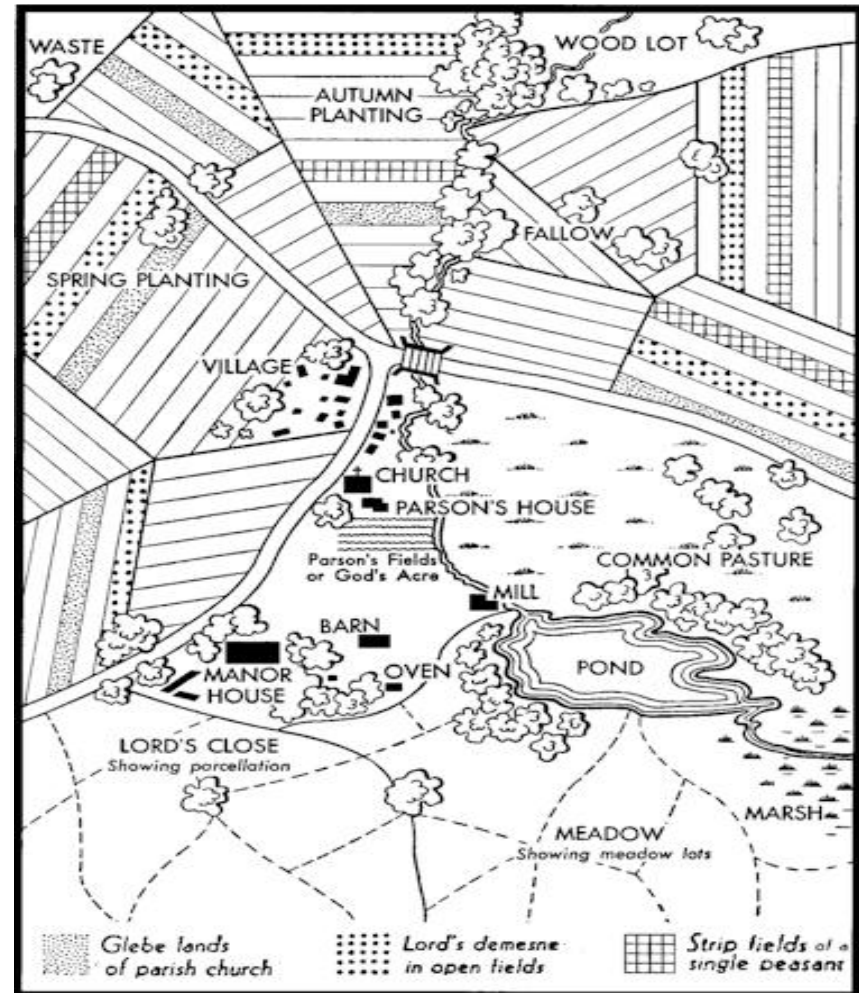 WASTE
WOOD LOT
AUTUMN
PLANTING
FALLOW
SPRING PLANTING
VILLAGE
CHURCH
PARSON'S HOUSE
Parson's Fields
or God's Acre
COMMON PASTURE
MILL
BARN
POND
MANOR
HOUSE
OVEN
LORD'S CLOSE
Showing parcellation
MARSH
MEADOW
Showing meadow lots
Glebe lands
of parish church
Lord's demesne
in open fields
Strip fields of a
single peasant